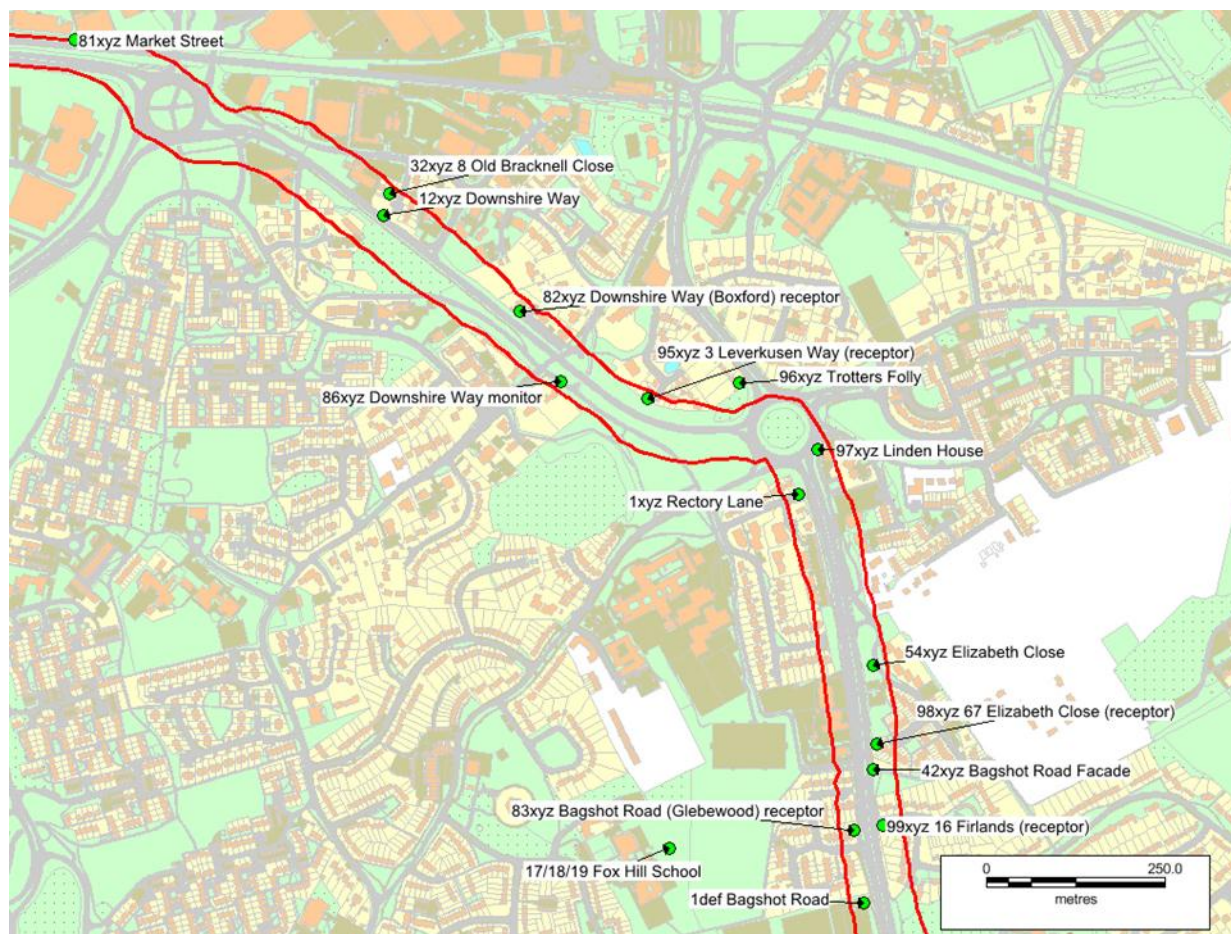 81xyz Market Street
32xyz 8 Old Bracknell Close
12xyz Downshire Way
82xyz Downshire Way (Boxford) receptor
95xyz 3 Leverkusen Way (receptor)
96xyz Trotters Folly
86xyz Downshire Way monitor
97xyz Linden House
1xyz Rectory Lane
54xyz Elizabeth Close
98xyz 67 Elizabeth Close (receptor)
42xyz Bagshot Road Facade
83xyz Bagshot Road (Glebewood) receptor
99xyz 16 Firlands (receptor)
17/18/19 Fox Hill School
1def Bagshot Road
0 250.0
metres